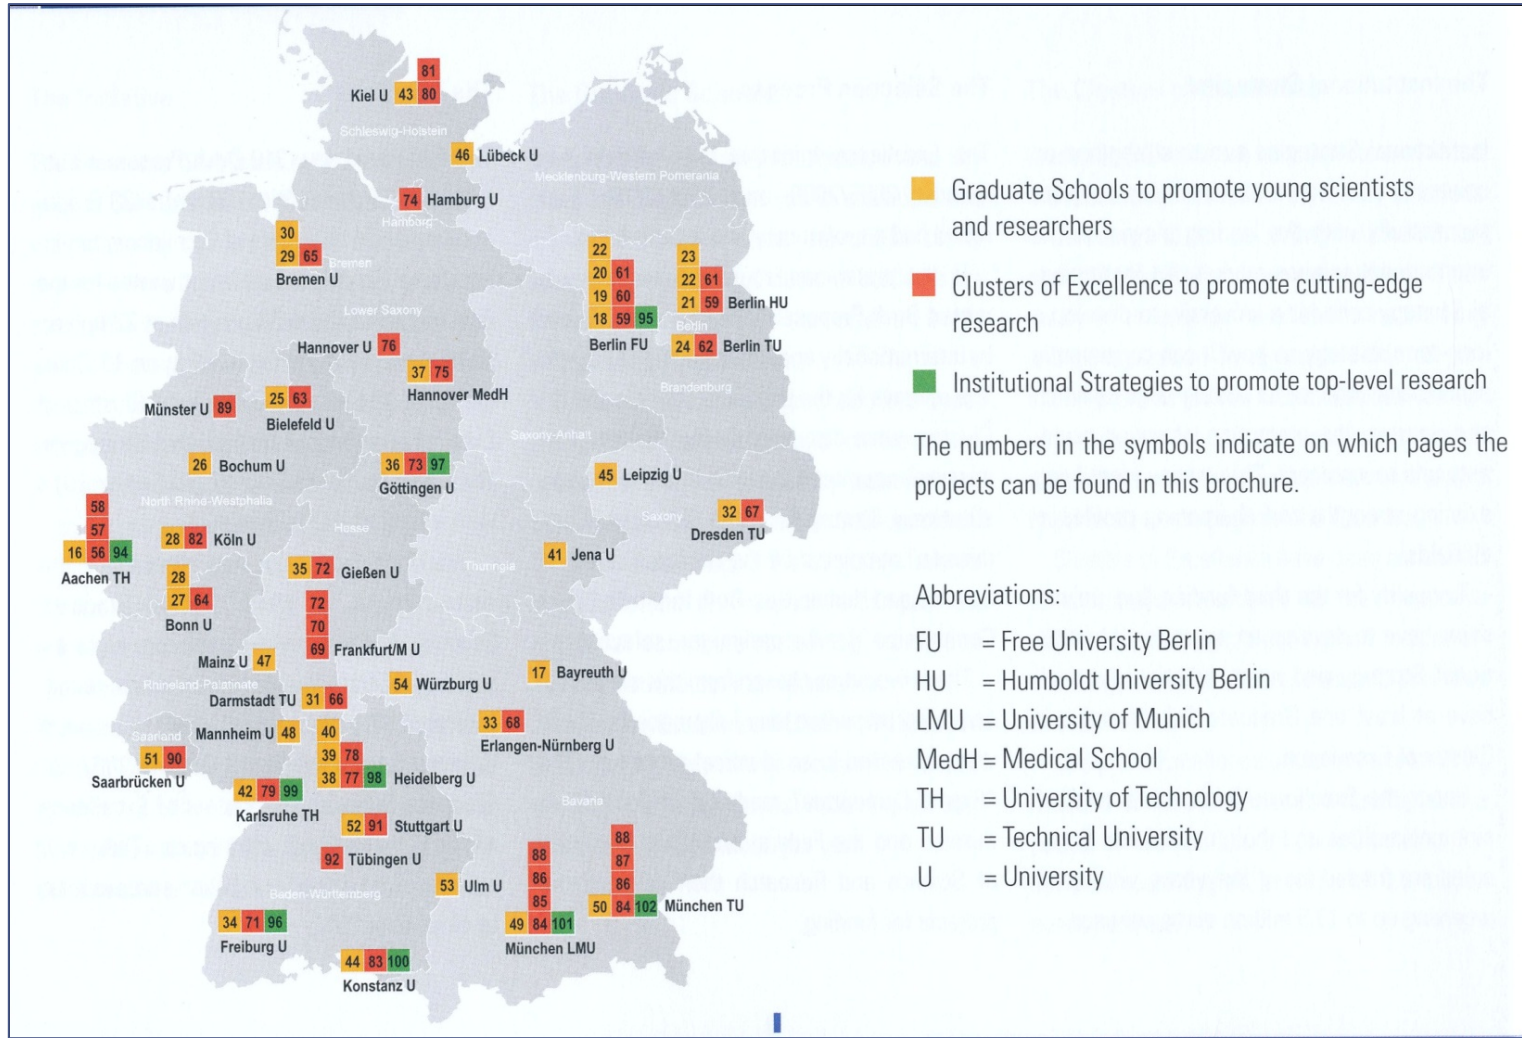 81
Kiel U 43 80
Schleswig-Holstein
46 Lübeck U
Mecklenburg-Western Pomerania
74 Hamburg U
Hamburg
30
29 65
Bremen
Bremen U
Lower Saxony
22
20 61
19 60
18 59 95
Berlin FU
23
22 61
21 59 Berlin HU
Berlin
24 62 Berlin TU
Brandenburg
Hannover U 76
37 75
Hannover MedH
Münster U 89
25 63
Bielefeld U
Saxony-Anhalt
26 Bochum U
36 73 97
Göttingen U
45 Leipzig U
North Rhine-Westphalia
58
57
16 56 94
Aachen TH
28 82 Köln U
Hesse
Saxony
32 67
Dresden TU
41 Jena U
Thuringia
35 72 Gießen U
28
27 64
Bonn U
72
70
69 Frankfurt/M U
Mainz U 47
Rhineland-Palatinate
54 Würzburg U
17 Bayreuth U
Darmstadt TU 31 66
33 68
Erlangen-Nürnberg U
Mannheim U 48
Saarland
51 90
Saarbrücken U
40
39 78
38 77 98 Heidelberg U
42 79 99
Karlsruhe TH
Bavaria
52 91 Stuttgart U
92 Tübingen U
53 Ulm U
Baden-Württemberg
88
86
85
49 84 101
München LMU
88
87
86
50 84 102 München TU
34 71 96
Freiburg U
44 83 100
Konstanz U
Graduate Schools to promote young scientists
and researchers
Clusters of Excellence to promote cutting-edge
research
Institutional Strategies to promote top-level research
The numbers in the symbols indicate on which pages the
projects can be found in this brochure.
Abbreviations:
FU = Free University Berlin
HU = Humboldt University Berlin
LMU = University of Munich
MedH = Medical School
TH = University of Technology
TU = Technical University
U = University